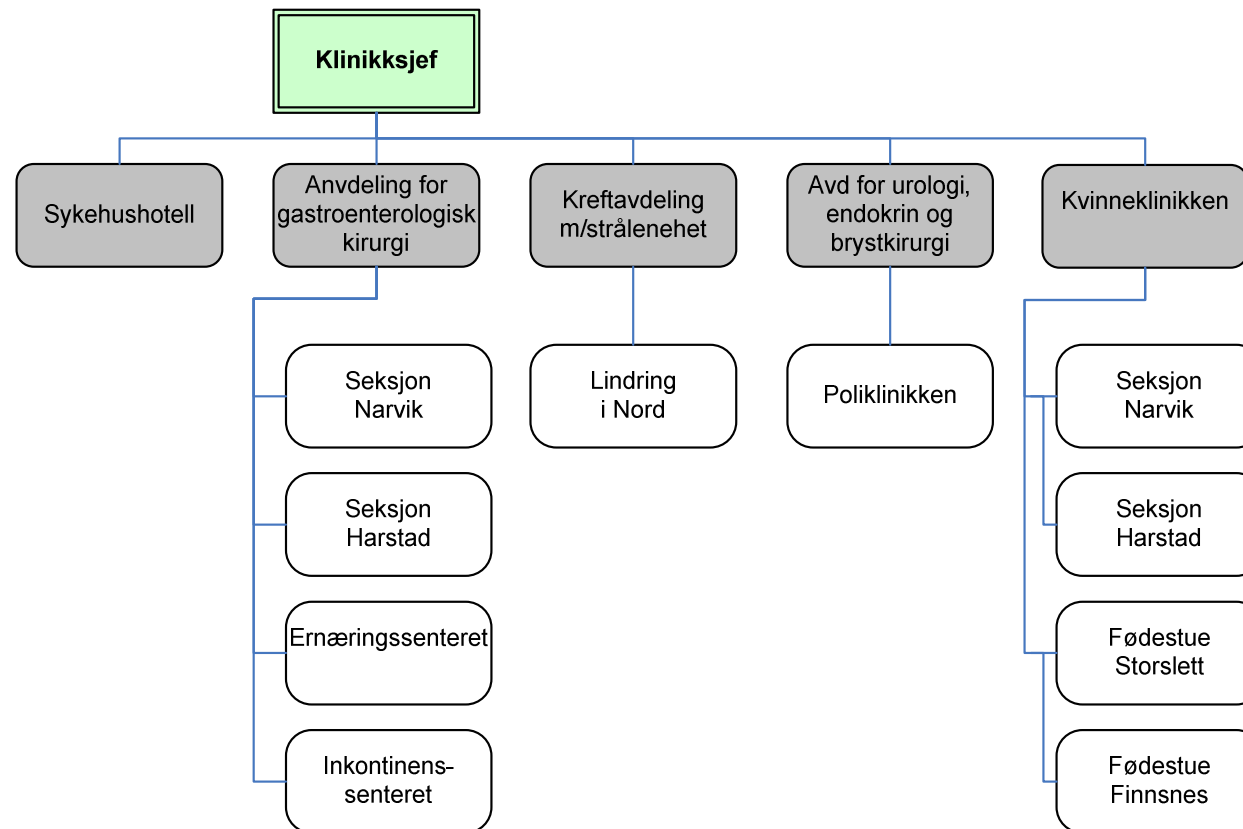 Klinikksjef
Sykehushotell
Anvdeling for
gastroenterologisk
kirurgi
Kreftavdeling
m/strålenehet
Avd for urologi,
endokrin og
brystkirurgi
Kvinneklinikken
Seksjon
Narvik
Seksjon
Harstad
Ernæringssenteret
Inkontinens-
senteret
Lindring
i Nord
Poliklinikken
Seksjon
Narvik
Seksjon
Harstad
Fødestue
Storslett
Fødestue
Finnsnes